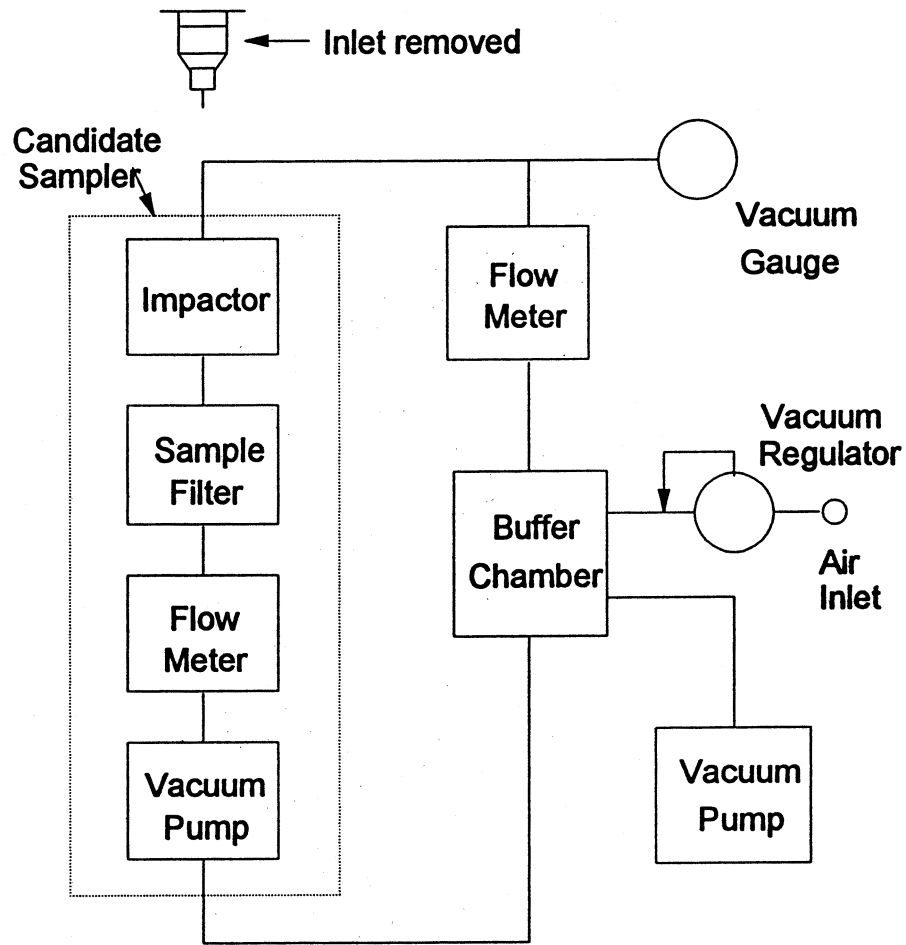 Inlet removed
Candidate
Sampler
Vacuum
Gauge
Impactor
Flow
Meter
Sample
Filter
Vacuum
Regulator
Buffer
Chamber
Air
Inlet
Flow
Meter
Vacuum
Pump
Vacuum
Pump